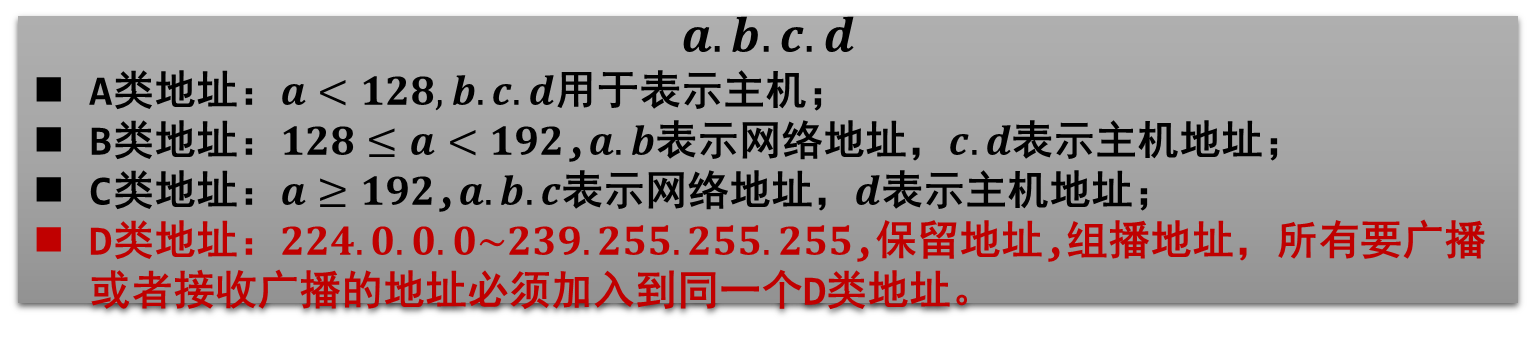 a.b.c.d
■ A类地址：a < 128,b.c.d用于表示主机；
■ B类地址：128 ≤ a < 192,a.b表示网络地址，c.d表示主机地址；
■ C类地址：a ≥ 192,a.b.c表示网络地址，d表示主机地址；
■ D类地址：224.0.0.0~239.255.255.255,保留地址,组播地址，所有要广播
或者接收广播的地址必须加入到同一个D类地址。